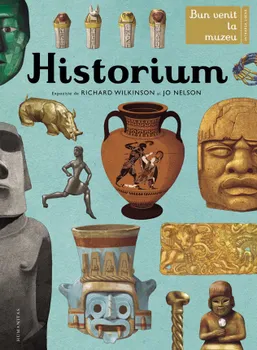 Bun venit
la
muzeu
Historium
Expoziție de RICHARD WILKINSON și JO NELSON
HUMANITAS